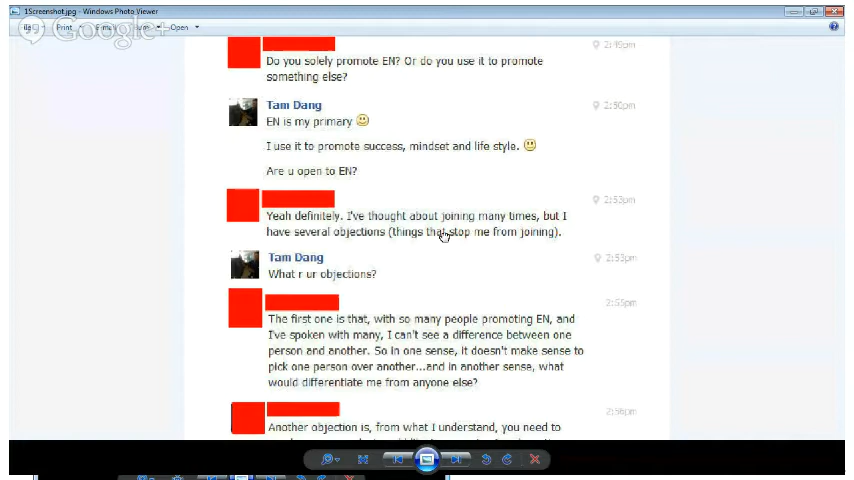 1Screenshot.jpg - Windows Photo Viewer
Print
Open
Google+
2:49pm
Do you solely promote EN? Or do you use it to promote
something else?
Tam Dang
2:50pm
EN is my primary
I use it to promote success, mindset and life style.
Are u open to EN?
2:53pm
Yeah definitely. I've thought about joining many times, but I
have several objections (things that stop me from joining).
Tam Dang
2:53pm
What r ur objections?
2:55pm
The first one is that, with so many people promoting EN, and
I've spoken with many, I can't see a difference between one
person and another. So in one sense, it doesn't make sense to
pick one person over another...and in another sense, what
would differentiate me from anyone else?
2:56pm
Another objection is, from what I understand, you need to